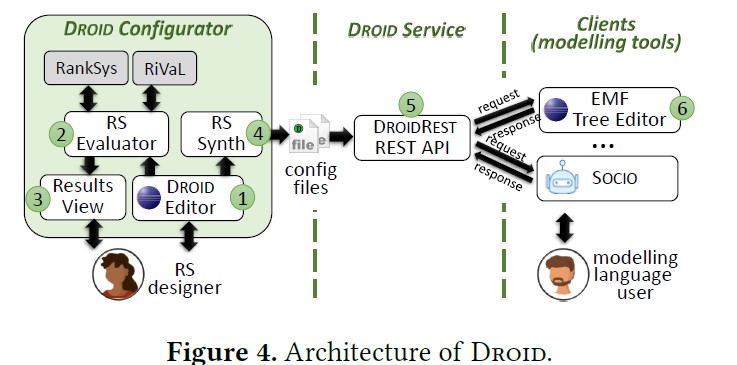 DROID Configurator
DROID Service
Clients
(modelling tools)
RankSys
RiVaL
2
RS
Evaluator
RS
Synth
4
3
Results
View
DROID
Editor
1
file
file
config
files
5
DROIDREST
REST API
request
response
request
response
EMF
Tree Editor
6
...
SOCIO
RS
designer
modelling
language
user
Figure 4. Architecture of DROID.